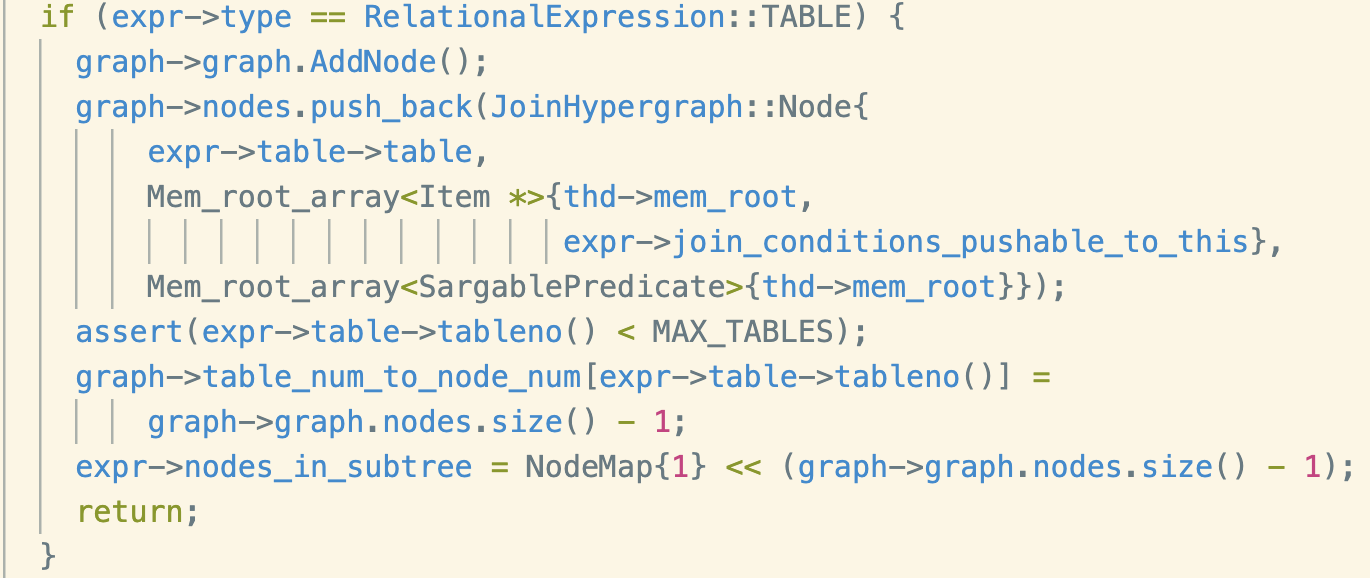 if (expr->type == RelationalExpression::TABLE) {
graph->graph.AddNode();
graph->nodes.push_back(JoinHypergraph::Node{
expr->table->table,
Mem_root_array<Item *>{thd->mem_root,
expr->join_conditions_pushable_to_this},
Mem_root_array<SargablePredicate>{thd->mem_root}});
assert(expr->table->tableno() < MAX_TABLES);
graph->table_num_to_node_num[expr->table->tableno()] =
graph->graph.nodes.size() - 1;
expr->nodes_in_subtree = NodeMap{1} << (graph->graph.nodes.size() - 1);
return;
}